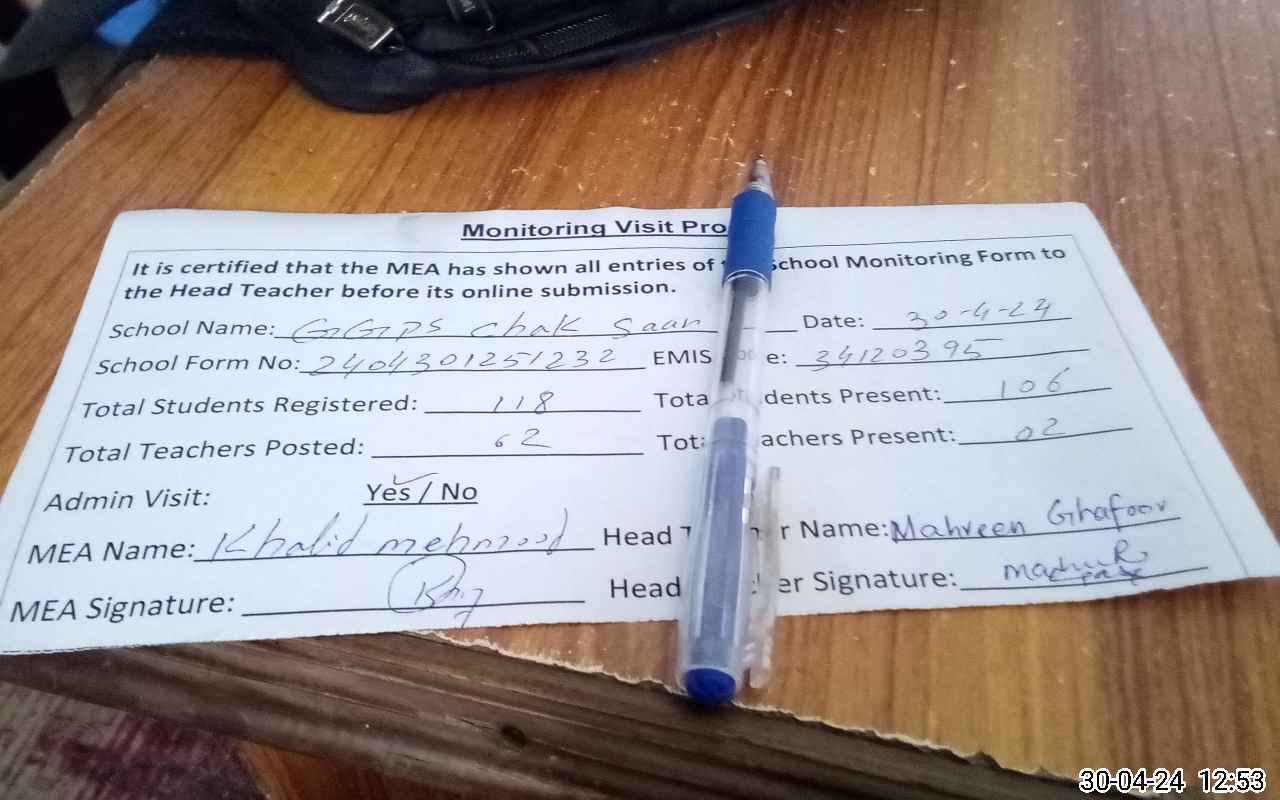 Monitoring Visit Pro
It is certified that the MEA has shown all entries of School Monitoring Form to
the Head Teacher before its online submission.
School Name: GGPS Chak Saan Date: 30-4-24
School Form No: 2404301251232 EMIS e: 34120395
Total Students Registered: 118 Tota dents Present: 106
Total Teachers Posted: 02 Tota achers Present: 02
Admin Visit: Yes / No
MEA Name: Khalid mehmood Head T r Name: Mahreen Ghafoor
MEA Signature: Head er Signature:
30-04-24 12:53